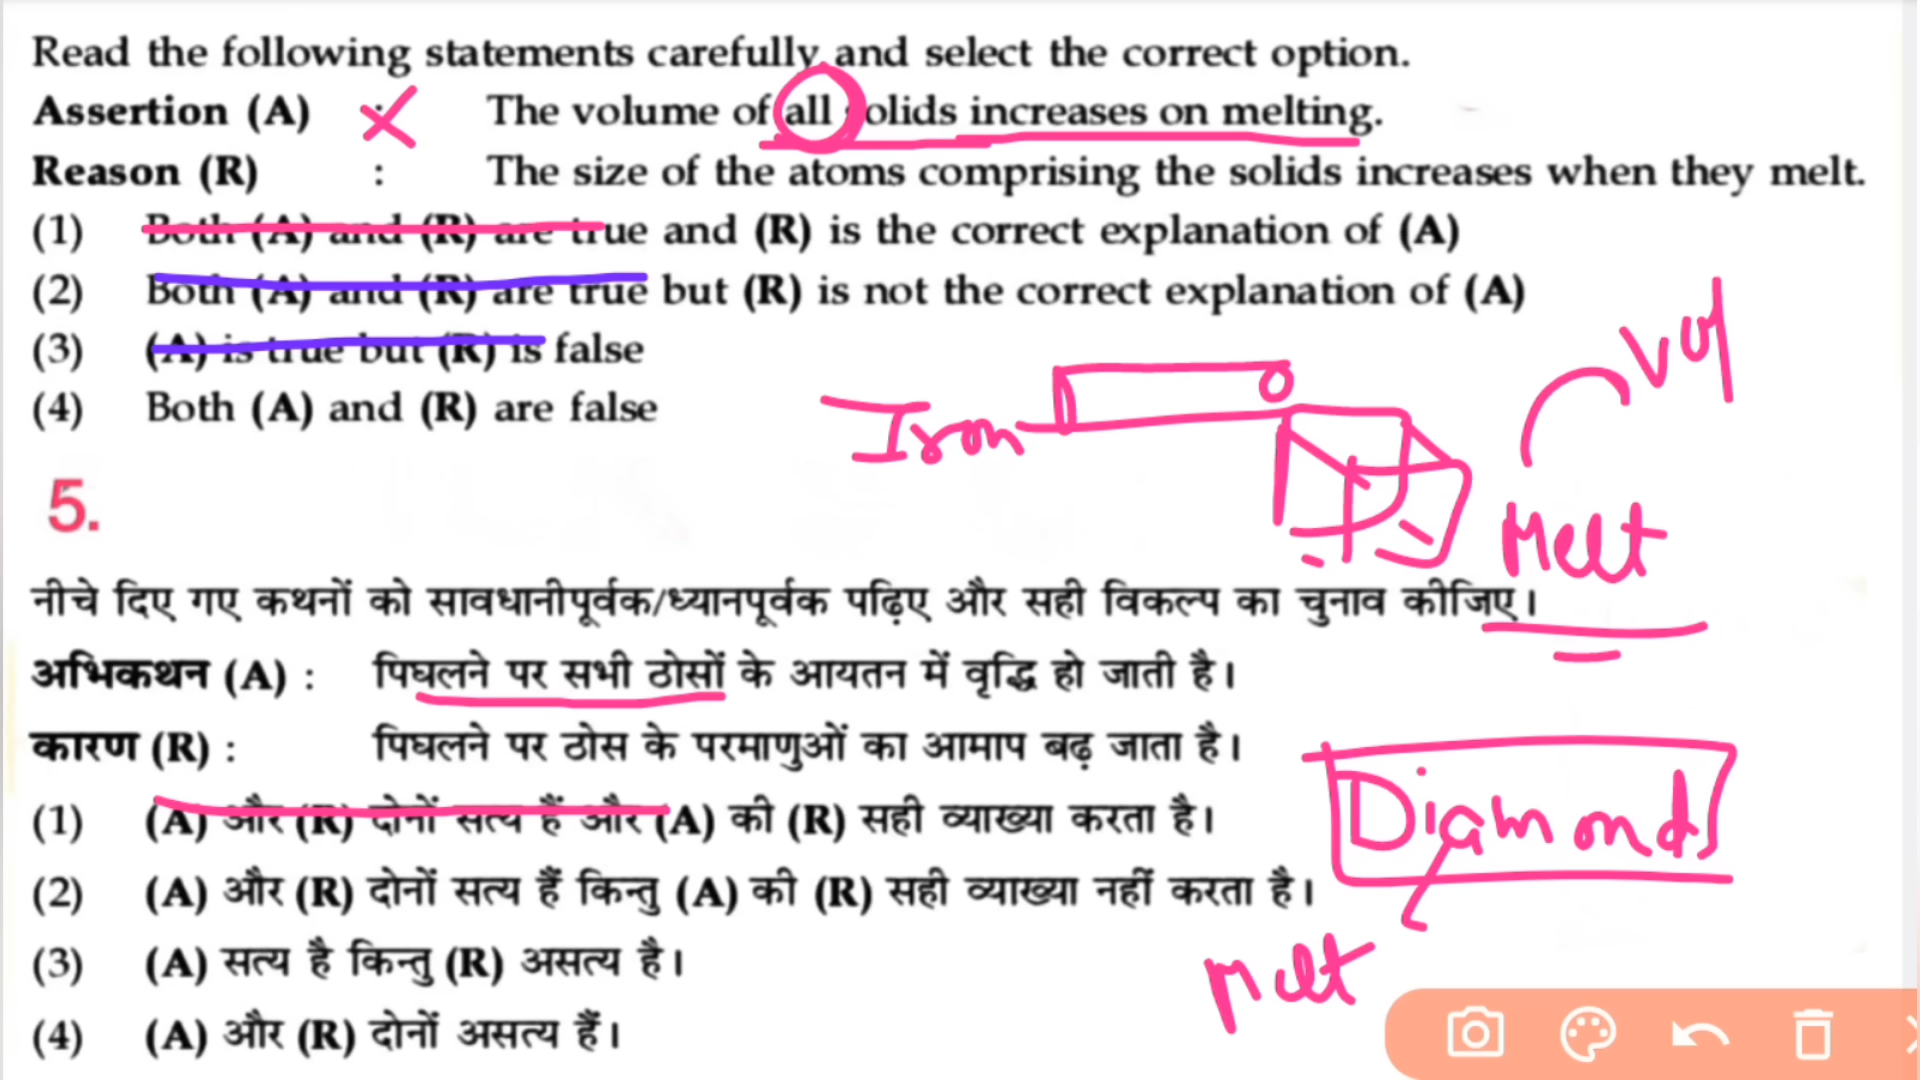 Read the following statements carefully and select the correct option.
Assertion (A) : The volume of all solids increases on melting.
Reason (R) : The size of the atoms comprising the solids increases when they melt.
(1) Both (A) and (R) are true and (R) is the correct explanation of (A)
(2) Both (A) and (R) are true but (R) is not the correct explanation of (A)
(3) (A) is true but (R) is false
(4) Both (A) and (R) are false
Vol
Iron
Melt
5.
नीचे दिए गए कथनों को सावधानीपूर्वक/ध्यानपूर्वक पढ़िए और सही विकल्प का चुनाव कीजिए।
अभिकथन (A) : पिघलने पर सभी ठोसों के आयतन में वृद्धि हो जाती है।
कारण (R) : पिघलने पर ठोस के परमाणुओं का आमाप बढ़ जाता है।
(1) (A) और (R) दोनों सत्य हैं और (A) की (R) सही व्याख्या करता है।
(2) (A) और (R) दोनों सत्य हैं किन्तु (A) की (R) सही व्याख्या नहीं करता है।
(3) (A) सत्य है किन्तु (R) असत्य है।
(4) (A) और (R) दोनों असत्य हैं।
Diamonds
Melt